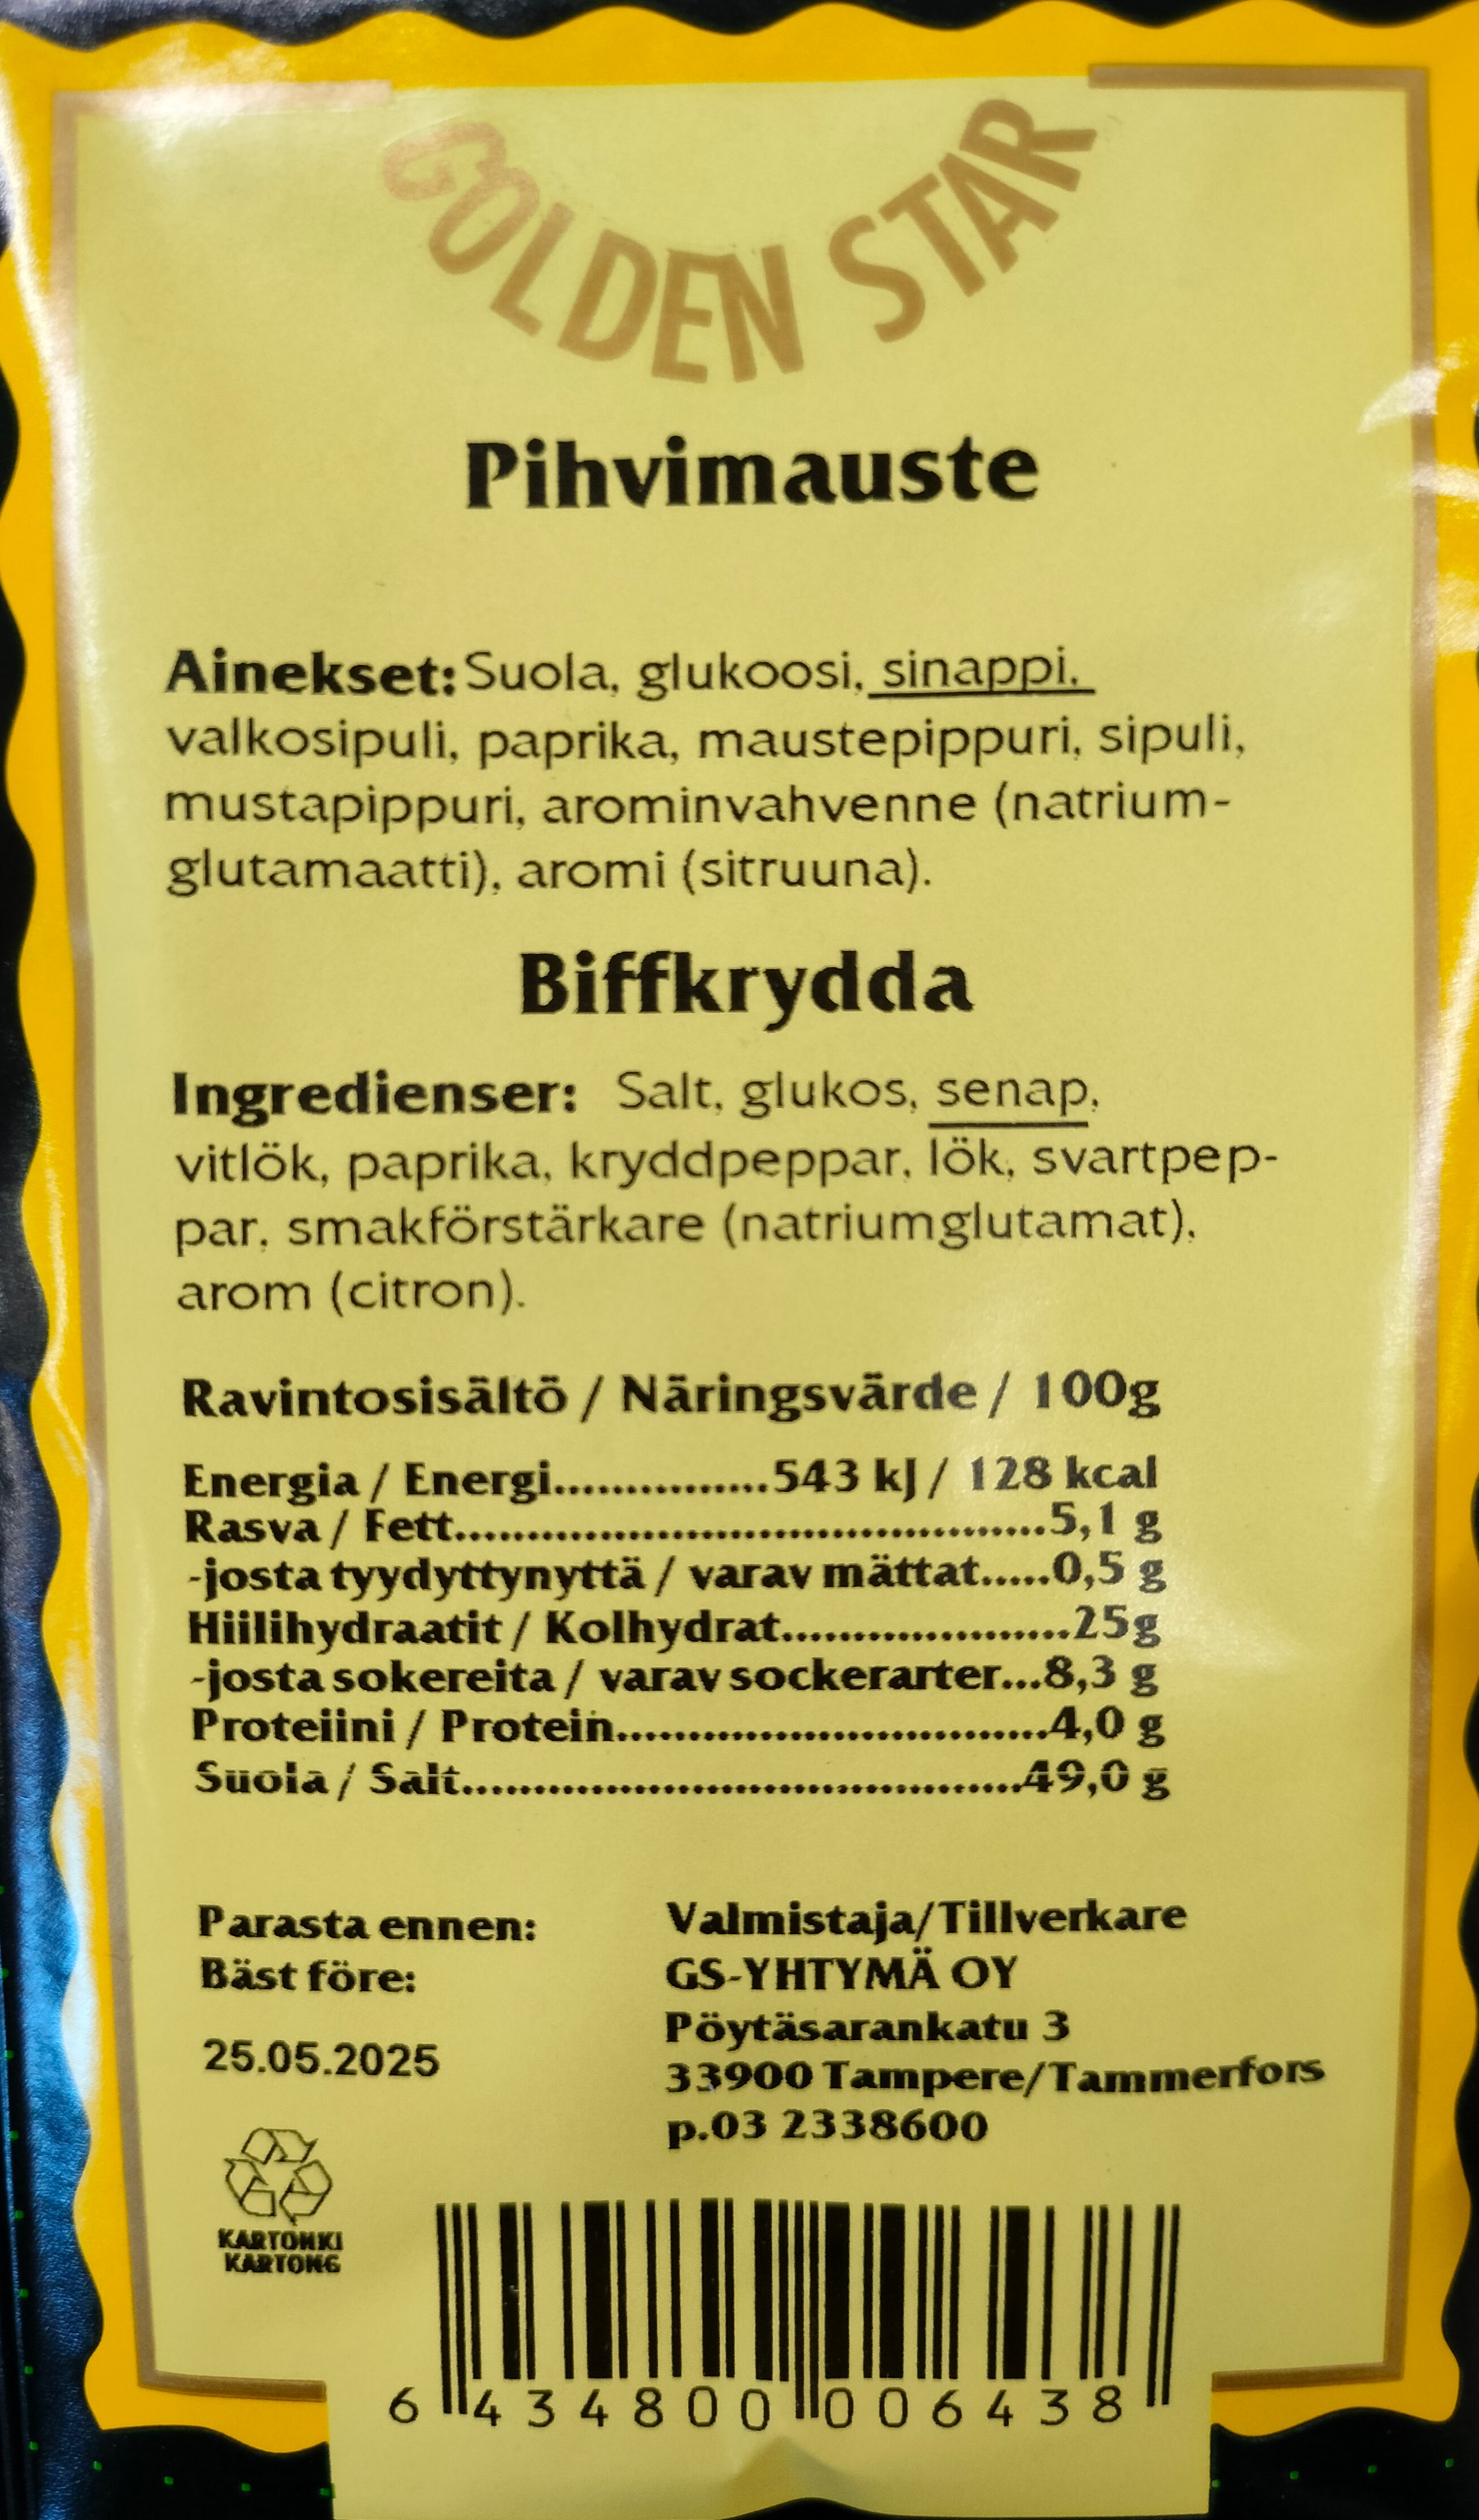 GOLDEN STAR
Pihvimauste
Ainekset: Suola, glukoosi, sinappi,
valkosipuli, paprika, maustepippuri, sipuli,
mustapippuri, arominvahvenne (natrium-
glutamaatti), aromi (sitruuna).
Biffkrydda
Ingredienser: Salt, glukos, senap,
vitlök, paprika, kryddpeppar, lök, svartpep-
par, smakförstärkare (natriumglutamat),
arom (citron).
Ravintosisältö / Näringsvärde / 100g
Energia / Energi...............543 kJ / 128 kcal
Rasva / Fett.........................................5,1 g
-josta tyydyttynyttä / varav mättat.....0,5 g
Hiilihydraatit / Kolhydrat....................25g
-josta sokereita / varav sockerarter...8,3 g
Proteiini / Protein..............................4,0 g
Suola / Salt.......................................49,0 g
Parasta ennen:
Bäst före:
25.05.2025
Valmistaja/Tillverkare
GS-YHTYMÄ OY
Pöytäsarankatu 3
33900 Tampere/Tammerfors
p.03 2338600
KARTONKI
KARTONG
6 434800 006438